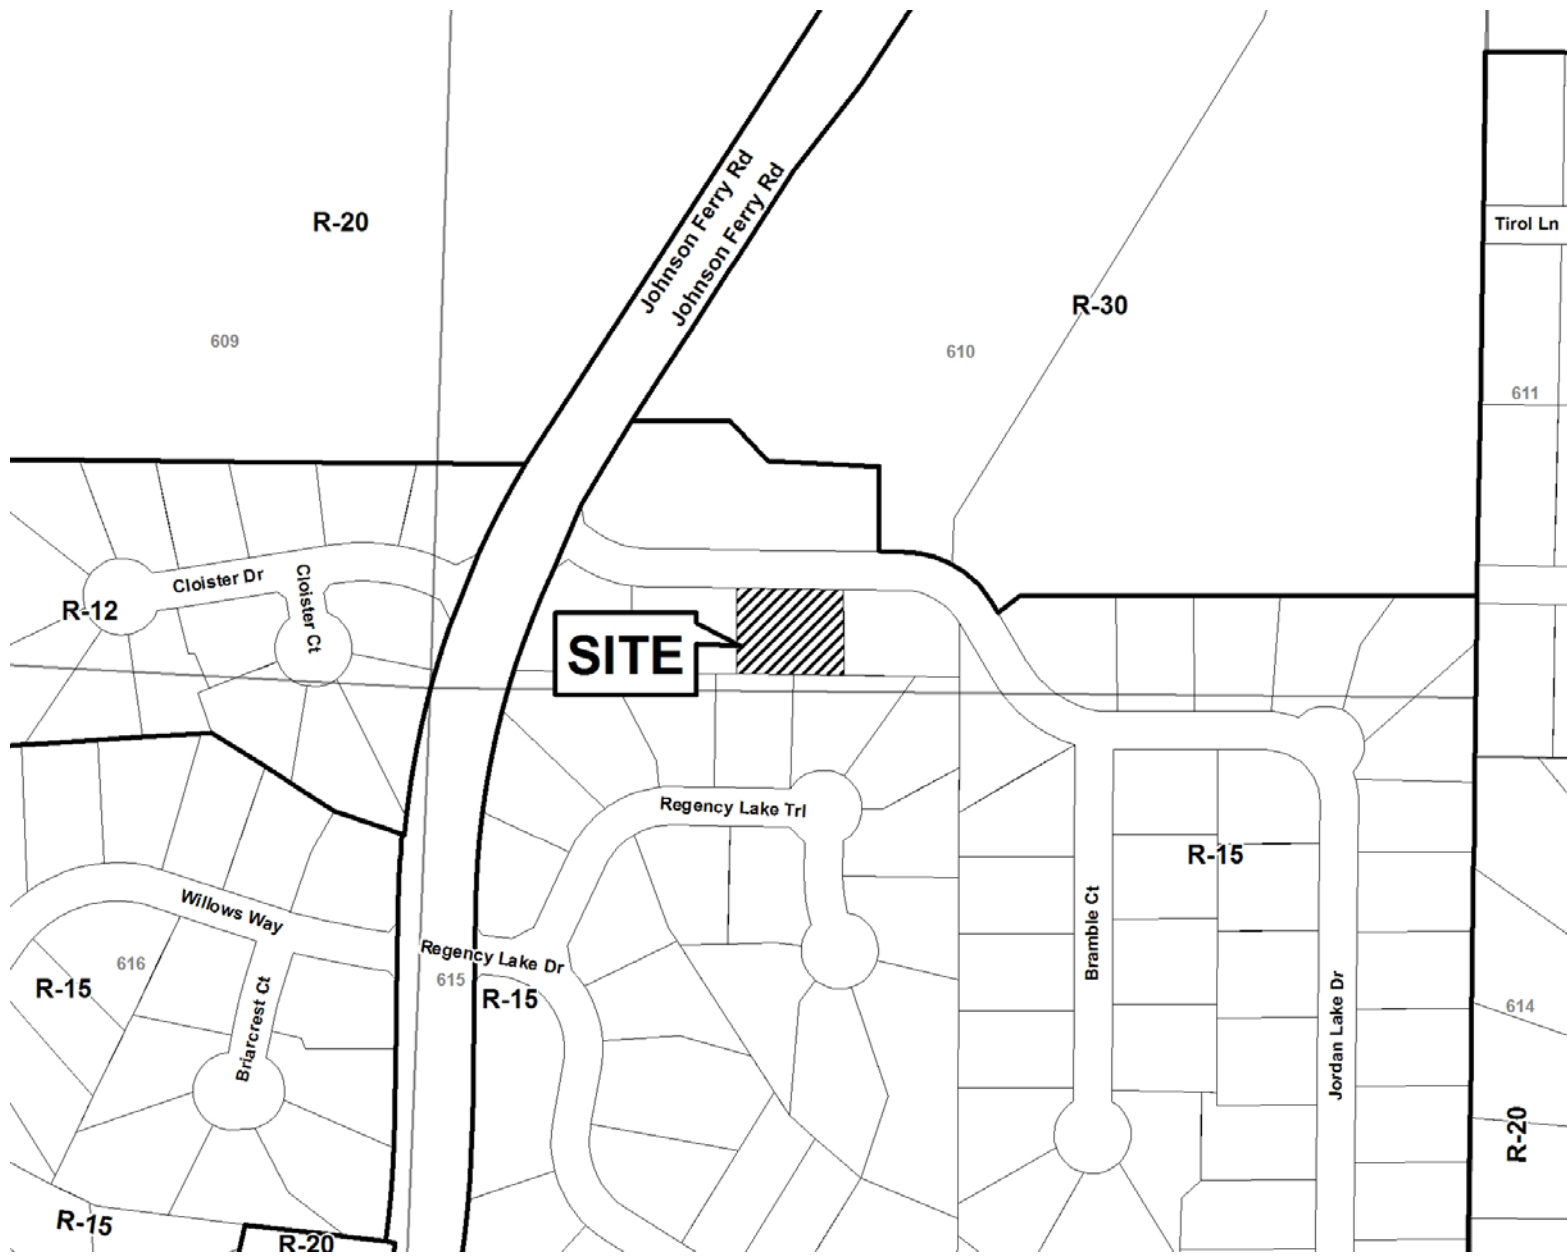 Johnson Ferry Rd
Johnson Ferry Rd
R-20
Tirol Ln
R-30
609
610
611
Cloister Dr
Cloister Ct
R-12
SITE
Regency Lake Trl
R-15
Willows Way
Bramble Ct
Regency Lake Dr
616
615
R-15
R-15
Briarcrest Ct
Jordan Lake Dr
614
R-20
R-15
R-20